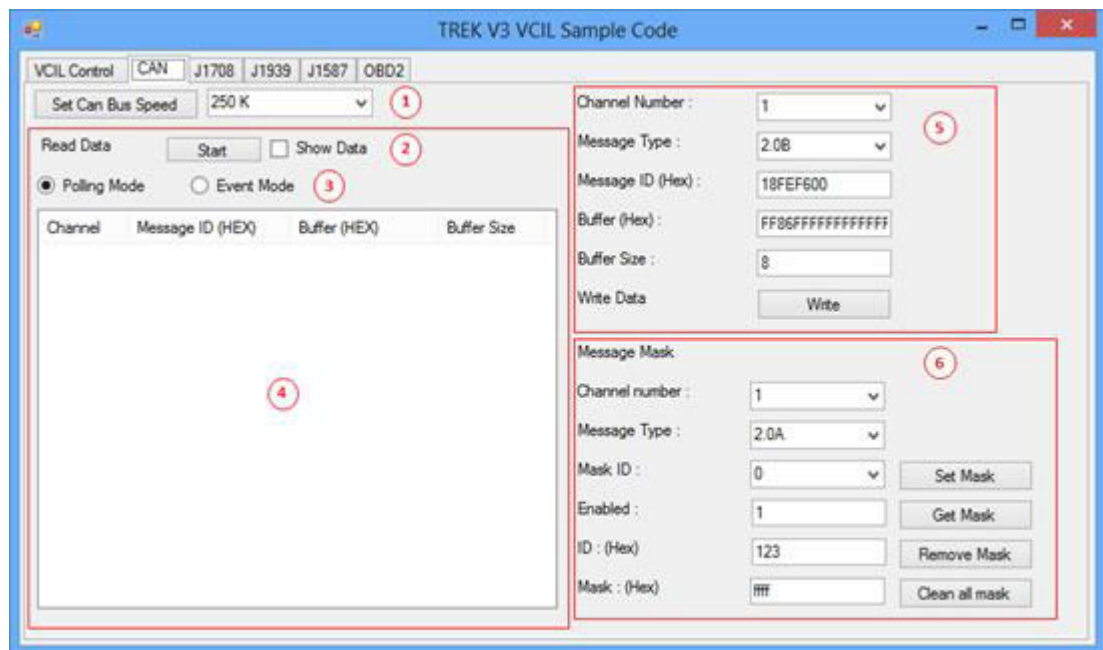 TREK V3 VCIL Sample Code
VCIL Control CAN J1708 J1939 J1587 OBD2
Set Can Bus Speed 250 K 1
Read Data Start Show Data 2
Polling Mode Event Mode 3
Channel Message ID (HEX) Buffer (HEX) Buffer Size
4
Channel Number : 1 5
Message Type : 2.0B
Message ID (Hex) : 18FEF600
Buffer (Hex) : FF86FFFFFFFFFFFF
Buffer Size : 8
Write Data Write
Message Mask 6
Channel number : 1
Message Type : 2.0A
Mask ID : 0 Set Mask
Enabled : 1 Get Mask
ID : (Hex) 123 Remove Mask
Mask : (Hex) ffff Clean all mask